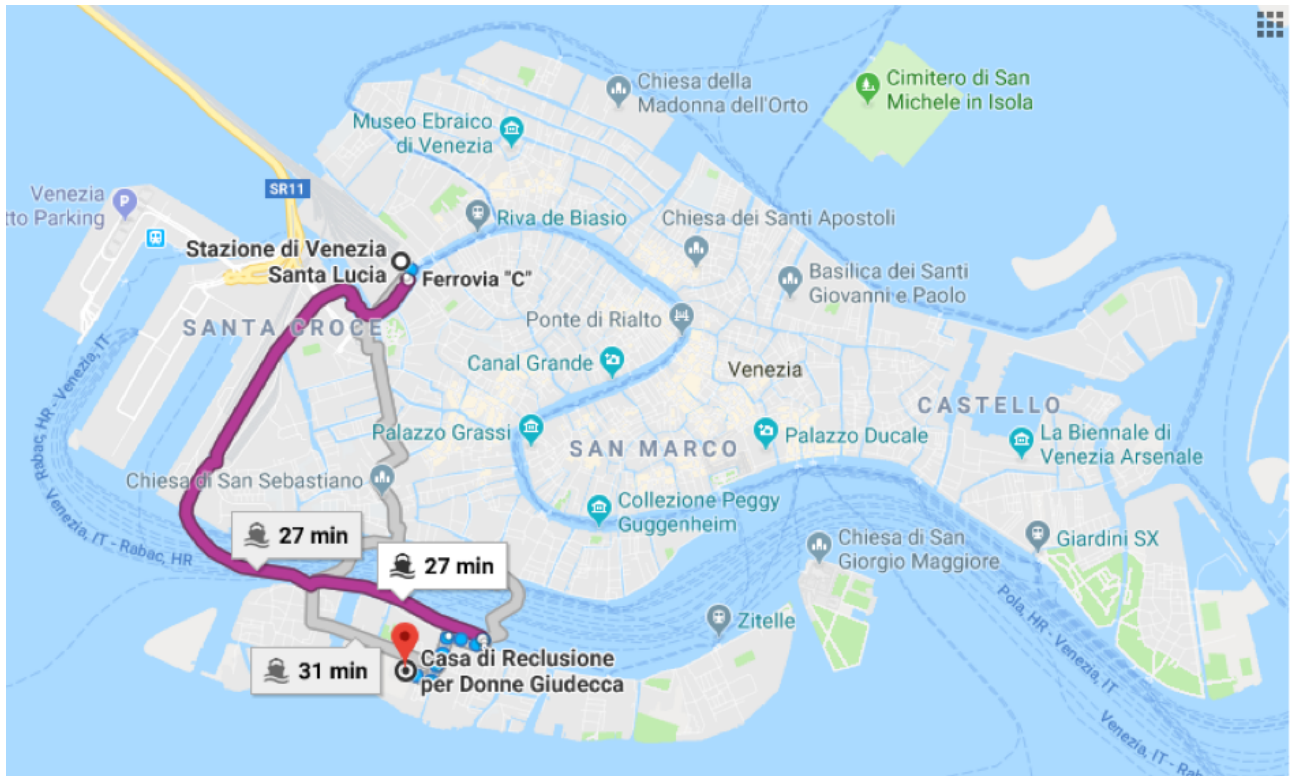 Chiesa della
Madonna dell'Orto
Cimitero di San
Michele in Isola
Museo Ebraico
di Venezia
SR11
Venezia
tto Parking
P
Riva de Biasio
Chiesa dei Santi Apostoli
Stazione di Venezia
Santa Lucia
Ferrovia "C"
Basilica dei Santi
Giovanni e Paolo
SANTA CROCE
Ponte di Rialto
Rabac, HR - Venezia, IT
Canal Grande
Venezia
CASTELLO
Palazzo Grassi
SAN MARCO
Palazzo Ducale
La Biennale di
Venezia Arsenale
Chiesa di San Sebastiano
Collezione Peggy
Guggenheim
Venezia, IT - Rabac, HR
27 min
Chiesa di San
Giorgio Maggiore
Giardini SX
27 min
Pola, HR - Venezia, IT
Zitelle
31 min
Casa di Reclusione
per Donne Giudecca
Venezia, IT - Rab